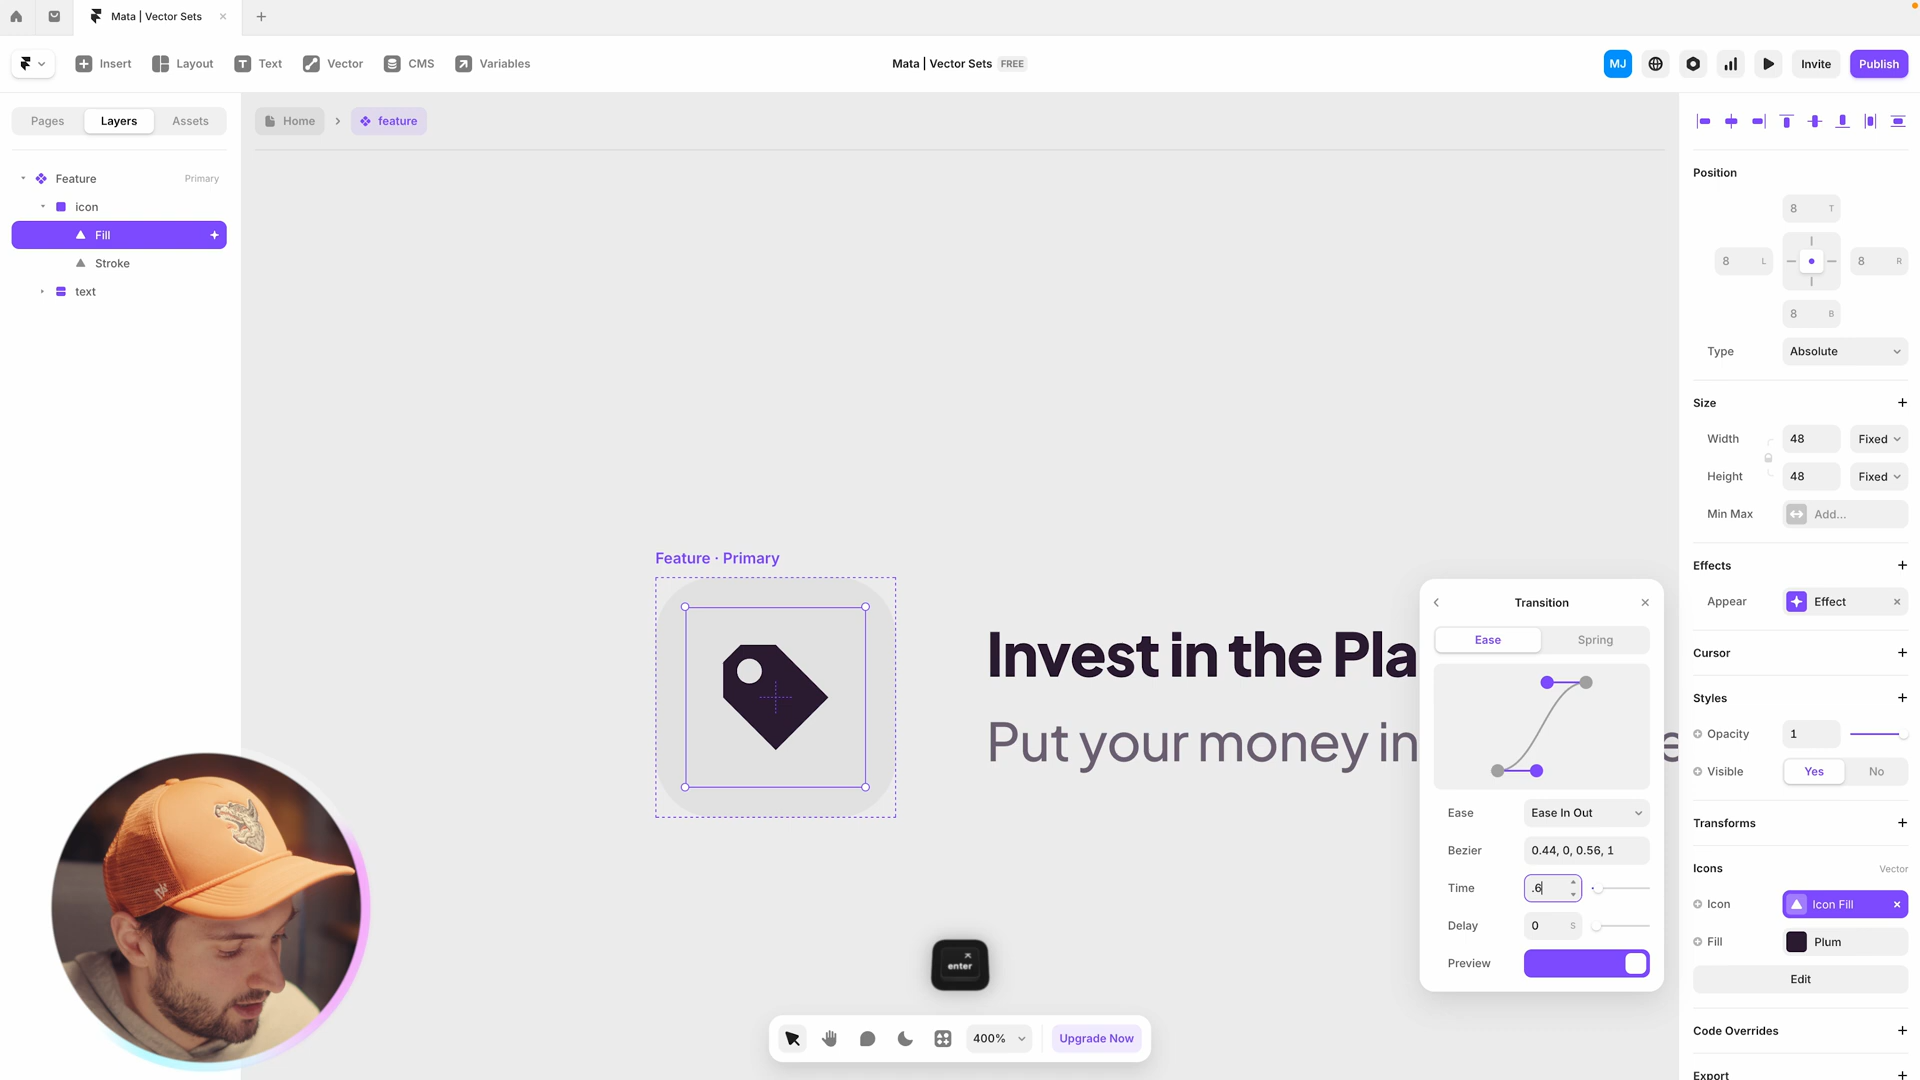 Mata | Vector Sets
Insert
Layout
Text
Vector
CMS
Variables
Mata | Vector Sets FREE
MJ
Invite
Publish
Pages
Layers
Assets
Home
feature
Feature
Primary
icon
Fill
Stroke
text
Feature · Primary
Invest in the Pla
Put your money in
Transition
Ease
Spring
Ease
Ease In Out
Bezier
0.44, 0, 0.56, 1
Time
.6
Delay
0 S
Preview
enter
400%
Upgrade Now
Position
8 T
8 L
8 R
8 B
Type
Absolute
Size
Width
48
Fixed
Height
48
Fixed
Min Max
Add...
Effects
Appear
Effect
Cursor
Styles
Opacity
1
Visible
Yes
No
Transforms
Icons
Vector
Icon
Icon Fill
Fill
Plum
Edit
Code Overrides
Export